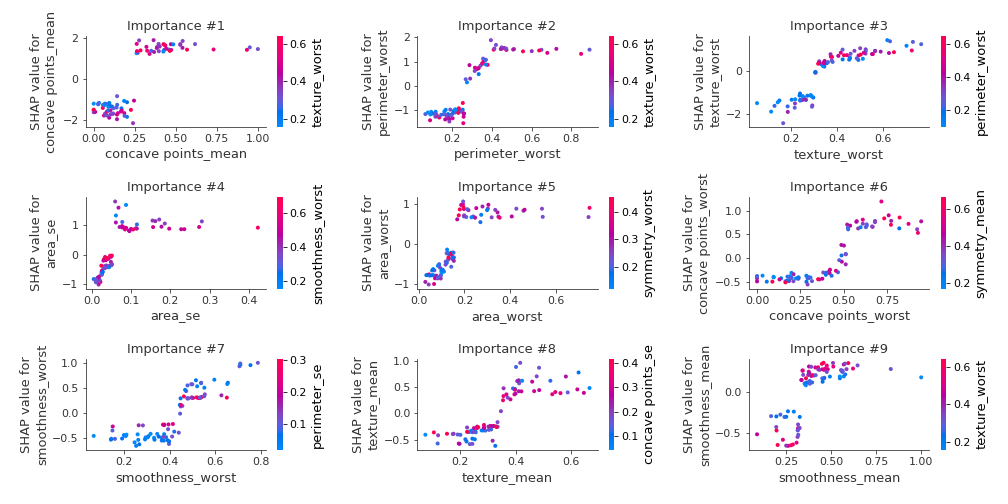 Importance #1
SHAP value for
concave points_mean
2
0
−2
0.00
0.25
0.50
0.75
1.00
concave points_mean
0.6
0.4
0.2
texture_worst
Importance #2
SHAP value for
perimeter_worst
2
1
0
−1
0.2
0.4
0.6
0.8
perimeter_worst
0.6
0.4
0.2
texture_worst
Importance #3
SHAP value for
texture_worst
0
−2
0.2
0.4
0.6
texture_worst
0.6
0.4
0.2
perimeter_worst
Importance #4
SHAP value for
area_se
1
0
−1
0.0
0.1
0.2
0.3
0.4
area_se
0.6
0.4
0.2
smoothness_worst
Importance #5
SHAP value for
area_worst
1
0
−1
0.0
0.2
0.4
0.6
area_worst
0.4
0.3
0.2
symmetry_worst
Importance #6
SHAP value for
concave points_worst
1.0
0.5
0.0
−0.5
0.00
0.25
0.50
0.75
concave points_worst
0.6
0.4
0.2
symmetry_worst
Importance #7
SHAP value for
smoothness_worst
1.0
0.5
0.0
−0.5
0.2
0.4
0.6
0.8
smoothness_worst
0.3
0.2
0.1
perimeter_se
Importance #8
SHAP value for
texture_mean
1.0
0.5
0.0
−0.5
0.2
0.4
0.6
texture_mean
0.4
0.3
0.2
0.1
concave points_se
Importance #9
SHAP value for
smoothness_mean
0.0
−0.5
0.25
0.50
0.75
1.00
smoothness_mean
0.6
0.4
0.2
texture_worst